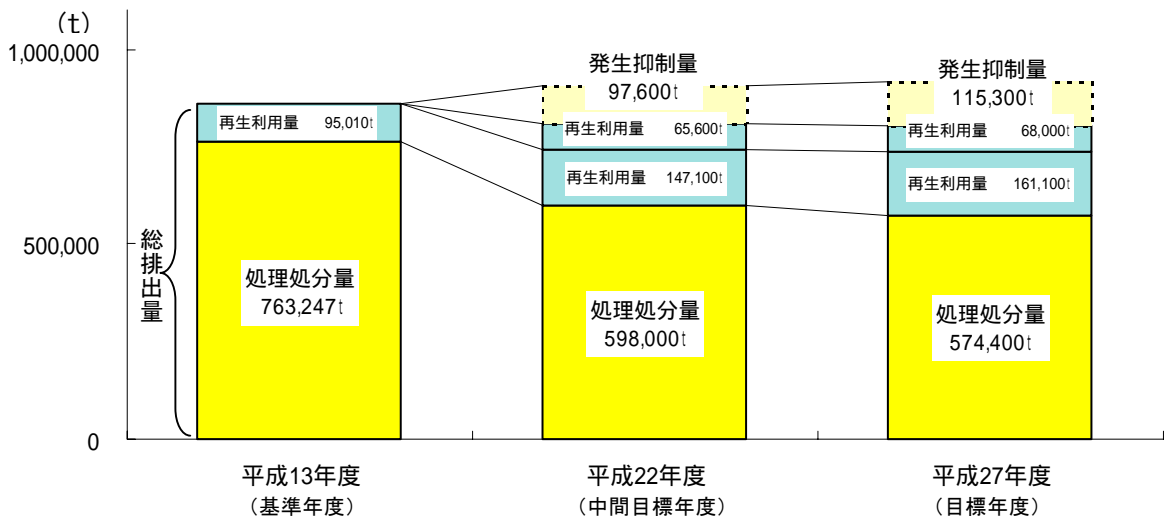 (t)
1,000,000
500,000
0
総排出量
再生利用量 95,010t
処理処分量
763,247t
発生抑制量
97,600t
再生利用量 65,600t
再生利用量 147,100t
処理処分量
598,000t
発生抑制量
115,300t
再生利用量 68,000t
再生利用量 161,100t
処理処分量
574,400t
平成13年度
(基準年度)
平成22年度
(中間目標年度)
平成27年度
(目標年度)